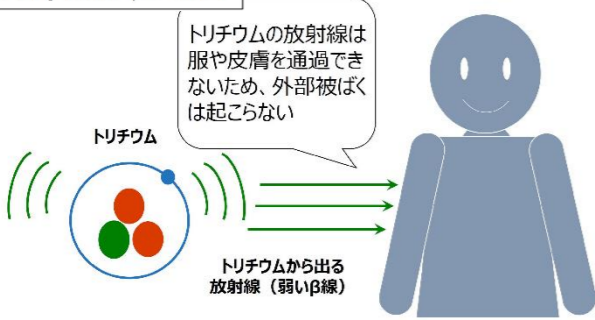 トリチウムの放射線は
服や皮膚を通過でき
ないため、外部被ばく
は起こらない
トリチウム
トリチウムから出る
放射線（弱いβ線）